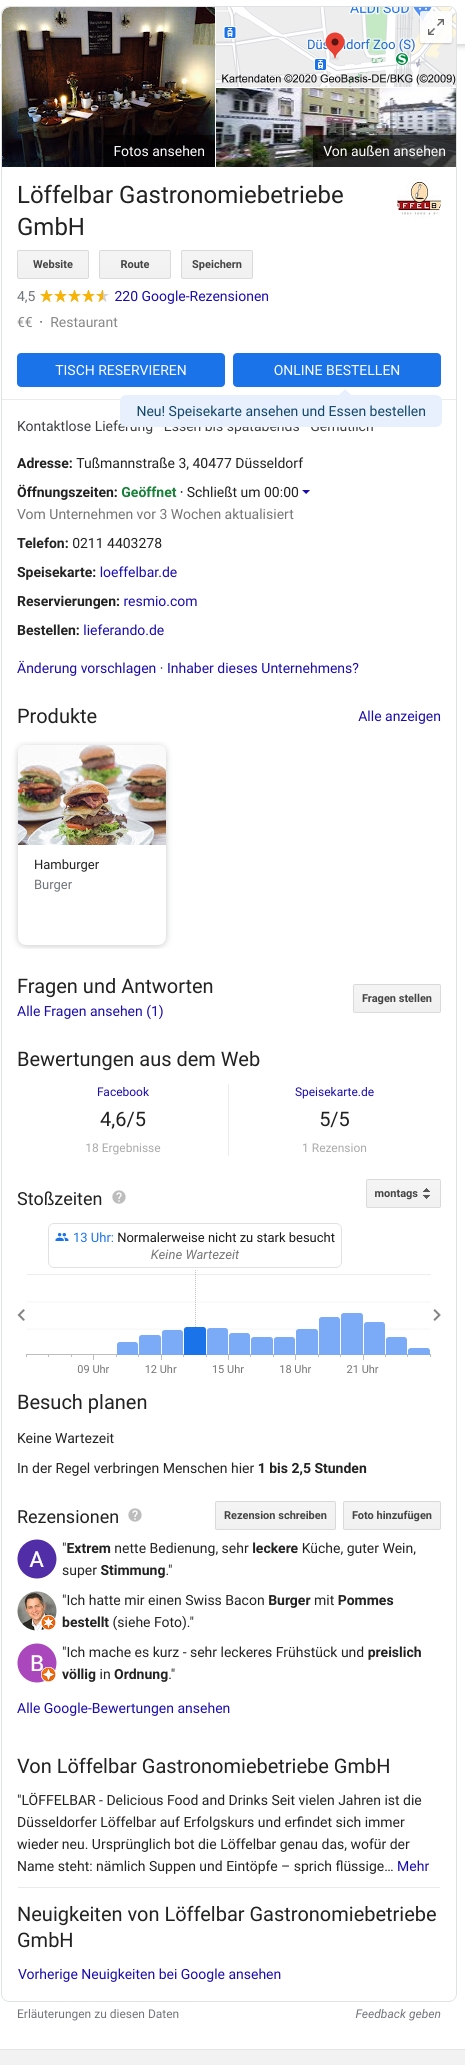 ALDI SÜD
Düsseldorf Zoo (S)
Kartendaten ©2020 GeoBasis-DE/BKG (©2009)
Fotos ansehen
Von außen ansehen
Löffelbar Gastronomiebetriebe
GmbH
Website Route Speichern
4,5 220 Google-Rezensionen
€€ · Restaurant
TISCH RESERVIEREN ONLINE BESTELLEN
Neu! Speisekarte ansehen und Essen bestellen
Kontaktlose Lieferung · Essen bis spätabends · Gemütlich
Adresse: Tußmannstraße 3, 40477 Düsseldorf
Öffnungszeiten: Geöffnet · Schließt um 00:00
Vom Unternehmen vor 3 Wochen aktualisiert
Telefon: 0211 4403278
Speisekarte: loeffelbar.de
Reservierungen: resmio.com
Bestellen: lieferando.de
Änderung vorschlagen · Inhaber dieses Unternehmens?
Produkte Alle anzeigen
Hamburger
Burger
Fragen und Antworten
Alle Fragen ansehen (1)
Fragen stellen
Bewertungen aus dem Web
Facebook Speisekarte.de
4,6/5 5/5
18 Ergebnisse 1 Rezension
Stoßzeiten ? montags
13 Uhr: Normalerweise nicht zu stark besucht
Keine Wartezeit
09 Uhr 12 Uhr 15 Uhr 18 Uhr 21 Uhr
Besuch planen
Keine Wartezeit
In der Regel verbringen Menschen hier 1 bis 2,5 Stunden
Rezensionen ? Rezension schreiben Foto hinzufügen
A
"Extrem nette Bedienung, sehr leckere Küche, guter Wein,
super Stimmung."
"Ich hatte mir einen Swiss Bacon Burger mit Pommes
bestellt (siehe Foto)."
B
"Ich mache es kurz - sehr leckeres Frühstück und preislich
völlig in Ordnung."
Alle Google-Bewertungen ansehen
Von Löffelbar Gastronomiebetriebe GmbH
"LÖFFELBAR - Delicious Food and Drinks Seit vielen Jahren ist die
Düsseldorfer Löffelbar auf Erfolgskurs und erfindet sich immer
wieder neu. Ursprünglich bot die Löffelbar genau das, wofür der
Name steht: nämlich Suppen und Eintöpfe – sprich flüssige… Mehr
Neuigkeiten von Löffelbar Gastronomiebetriebe
GmbH
Vorherige Neuigkeiten bei Google ansehen
Erläuterungen zu diesen Daten Feedback geben